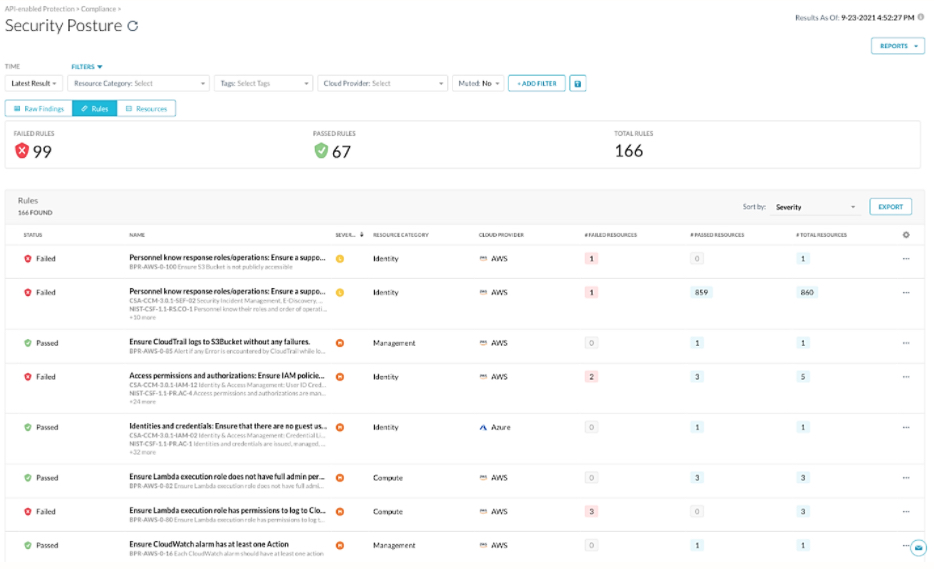 API-enabled Protection > Compliance >
Security Posture
Results As Of: 9-23-2021 4:52:27 PM
REPORTS
TIME
FILTERS
Latest Result
Resource Category: Select
Tags: Select Tags
Cloud Provider: Select
Muted: No
+ ADD FILTER
Raw Findings
Rules
Resources
FAILED RULES
PASSED RULES
TOTAL RULES
99
67
166
Rules
166 FOUND
Sort by: Severity
EXPORT
STATUS NAME SEVER... RESOURCE CATEGORY CLOUD PROVIDER # FAILED RESOURCES # PASSED RESOURCES # TOTAL RESOURCES
Failed Personnel know response roles/operations: Ensure a suppo... Identity AWS 1 0 1 ...
BPR-AWS-0-100 Ensure S3 Bucket is not publicly accessible
Failed Personnel know response roles/operations: Ensure a suppo... Identity AWS 1 859 860 ...
CSA-CCM-3.0.1-SEF-02 Security Incident Management, E-Discovery, ...
NIST-CSF-1.1-RS.CO-1 Personnel know their roles and order of operati...
+10 more
Passed Ensure CloudTrail logs to S3Bucket without any failures. M Management AWS 0 1 1 ...
BPR-AWS-0-85 Alert if any Error is encountered by CloudTrail while lo...
Failed Access permissions and authorizations: Ensure IAM policie... M Identity AWS 2 3 5 ...
CSA-CCM-3.0.1-IAM-12 Identity & Access Management: User ID Cred...
NIST-CSF-1.1-PR.AC-4 Access permissions and authorizations are man...
+24 more
Passed Identities and credentials: Ensure that there are no guest us... M Identity Azure 0 1 1 ...
CSA-CCM-3.0.1-IAM-02 Identity & Access Management: Credential Li...
NIST-CSF-1.1-PR.AC-1 Identities and credentials are issued, managed, ...
+32 more
Passed Ensure Lambda execution role does not have full admin per... M Compute AWS 0 3 3 ...
BPR-AWS-0-82 Ensure Lambda execution role does not have full admi...
Failed Ensure Lambda execution role has permissions to log to Clo... M Compute AWS 3 0 3 ...
BPR-AWS-0-80 Ensure Lambda execution role has permissions to log t...
Passed Ensure CloudWatch alarm has at least one Action M Management AWS 0 1 1 ...
BPR-AWS-0-16 Each CloudWatch alarm should have at least one action